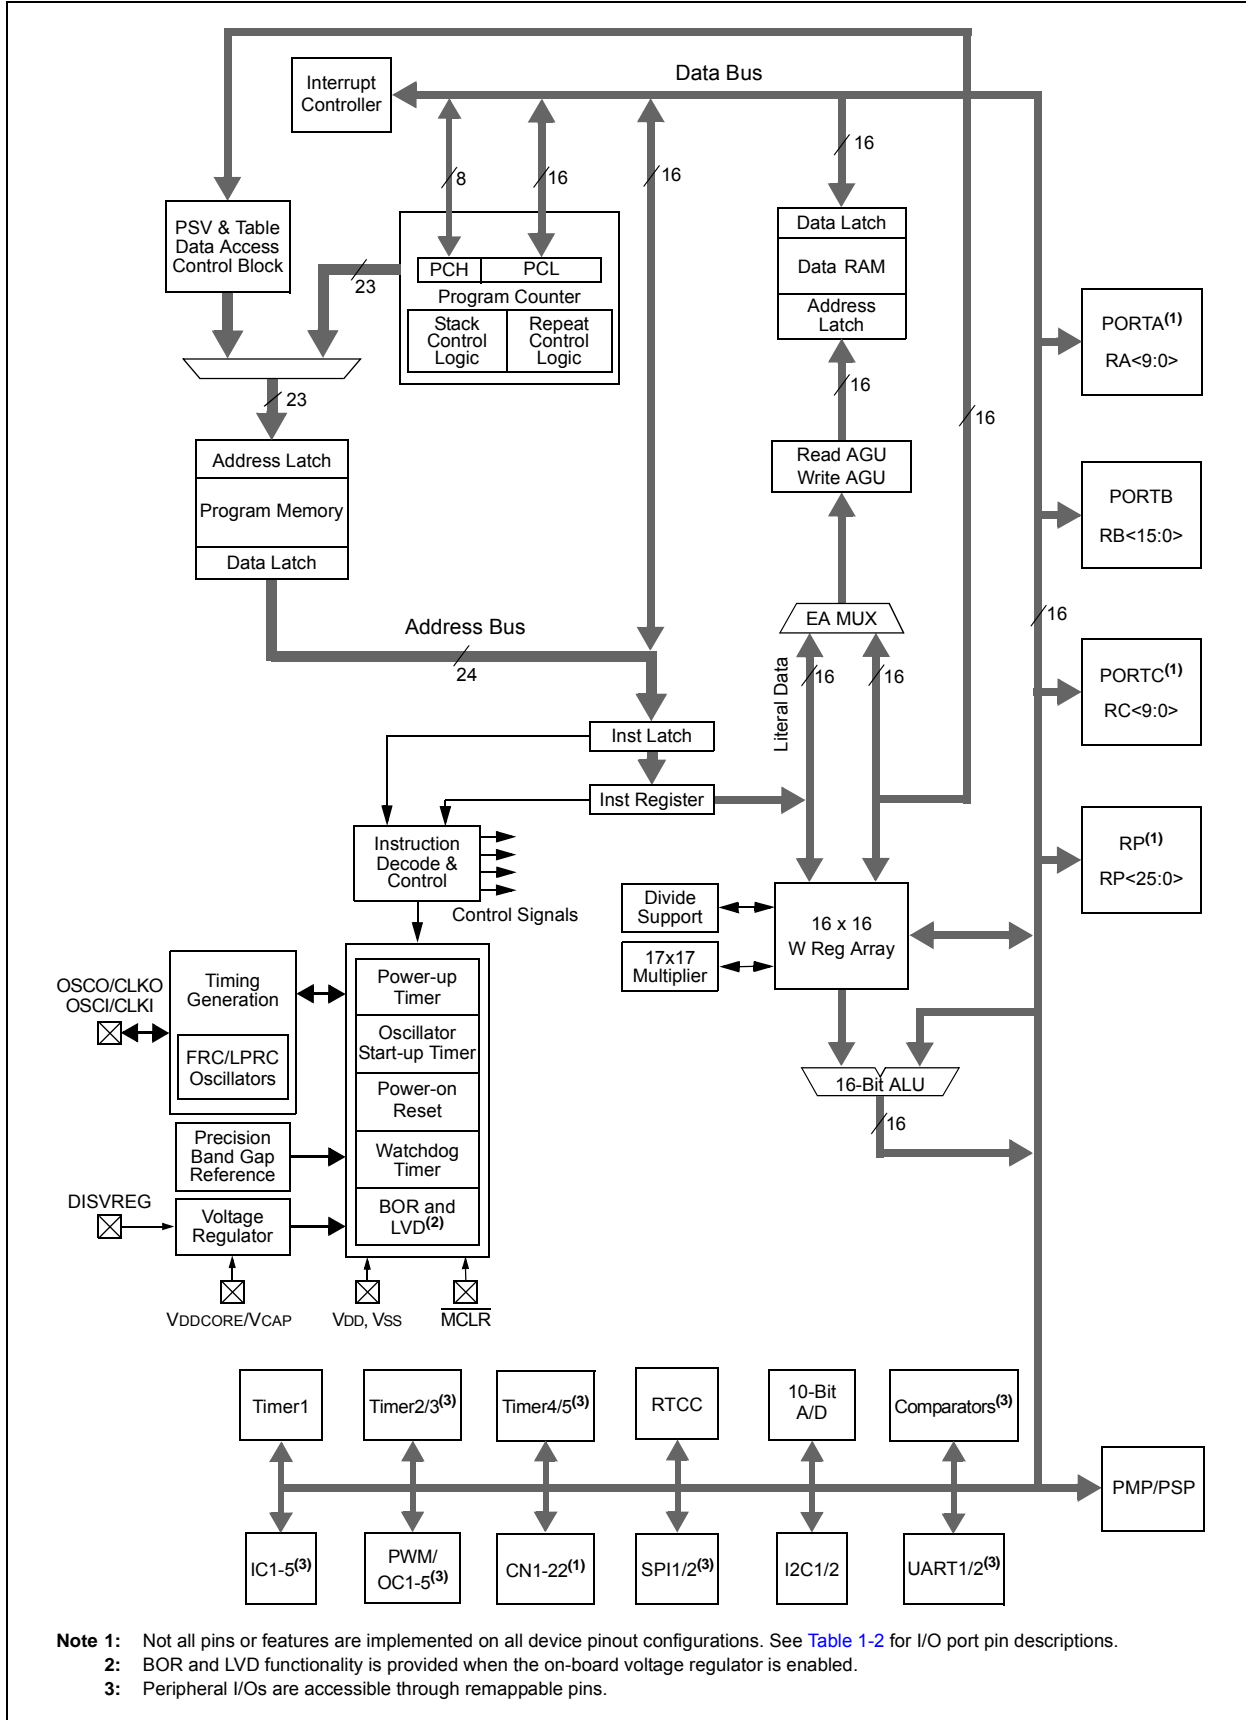 Data Bus
Interrupt
Controller
16
8
16
16
PSV & Table
Data Access
Control Block
Data Latch
Data RAM
Address
Latch
PCH
PCL
23
Program Counter
Stack
Control
Logic
Repeat
Control
Logic
PORTA(1)
RA<9:0>
16
23
16
Address Latch
Program Memory
Data Latch
Read AGU
Write AGU
PORTB
RB<15:0>
EA MUX
16
Address Bus
24
Literal Data
16
16
PORTC(1)
RC<9:0>
Inst Latch
Inst Register
Instruction
Decode &
Control
Control Signals
RP(1)
RP<25:0>
Divide
Support
16 x 16
W Reg Array
17x17
Multiplier
OSCO/CLKO
OSCI/CLKI
Timing
Generation
FRC/LPRC
Oscillators
Power-up
Timer
Oscillator
Start-up Timer
Power-on
Reset
Watchdog
Timer
BOR and
LVD(2)
16-Bit ALU
16
Precision
Band Gap
Reference
DISVREG
Voltage
Regulator
VDDCORE/VCAP
VDD, VSS
MCLR
Timer1
Timer2/3(3)
Timer4/5(3)
RTCC
10-Bit
A/D
Comparators(3)
PMP/PSP
IC1-5(3)
PWM/
OC1-5(3)
CN1-22(1)
SPI1/2(3)
I2C1/2
UART1/2(3)
Note 1: Not all pins or features are implemented on all device pinout configurations. See Table 1-2 for I/O port pin descriptions.
2: BOR and LVD functionality is provided when the on-board voltage regulator is enabled.
3: Peripheral I/Os are accessible through remappable pins.